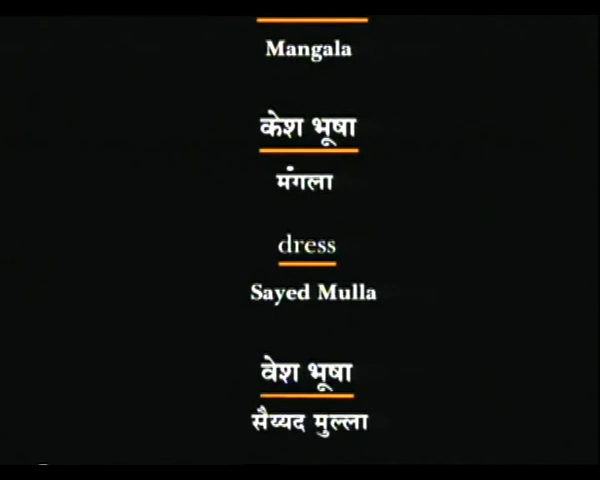 Mangala
केश भूषा
मंगला
dress
Sayed Mulla
वेश भूषा
सैय्यद मुल्ला